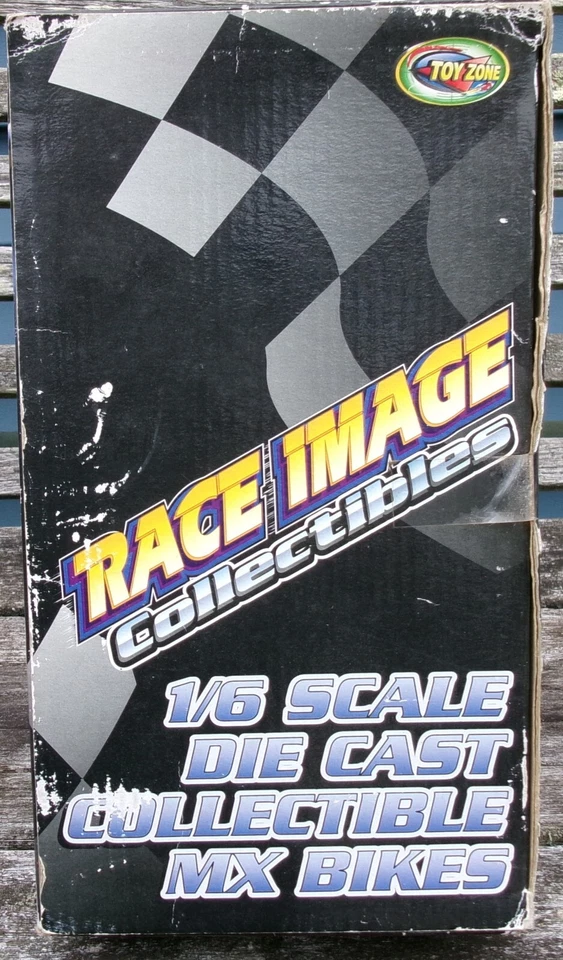 TOY ZONE
RACE IMAGE
Collectibles
1/6 SCALE
DIE CAST
COLLECTIBLE
MX BIKES